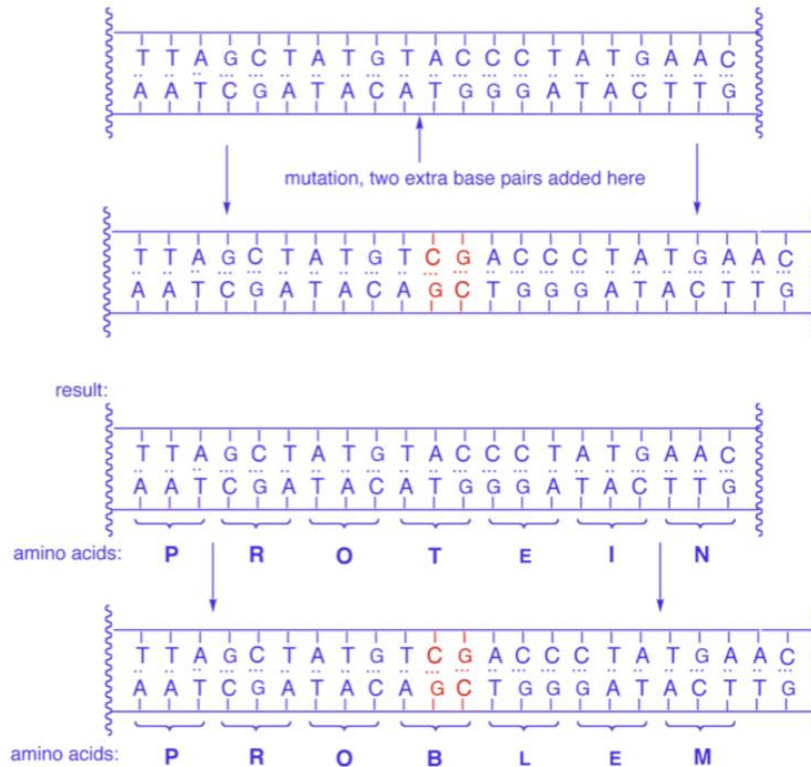 T T A G C T A T G T A C C C T A T G A A C
A A T C G A T A C A T G G G A T A C T T G
mutation, two extra base pairs added here
T T A G C T A T G T C G A C C C T A T G A A C
A A T C G A T A C A G C T G G G A T A C T T G
result:
T T A G C T A T G T A C C C T A T G A A C
A A T C G A T A C A T G G G A T A C T T G
amino acids: P R O T E I N
T T A G C T A T G T C G A C C C T A T G A A C
A A T C G A T A C A G C T G G G A T A C T T G
amino acids: P R O B L E M